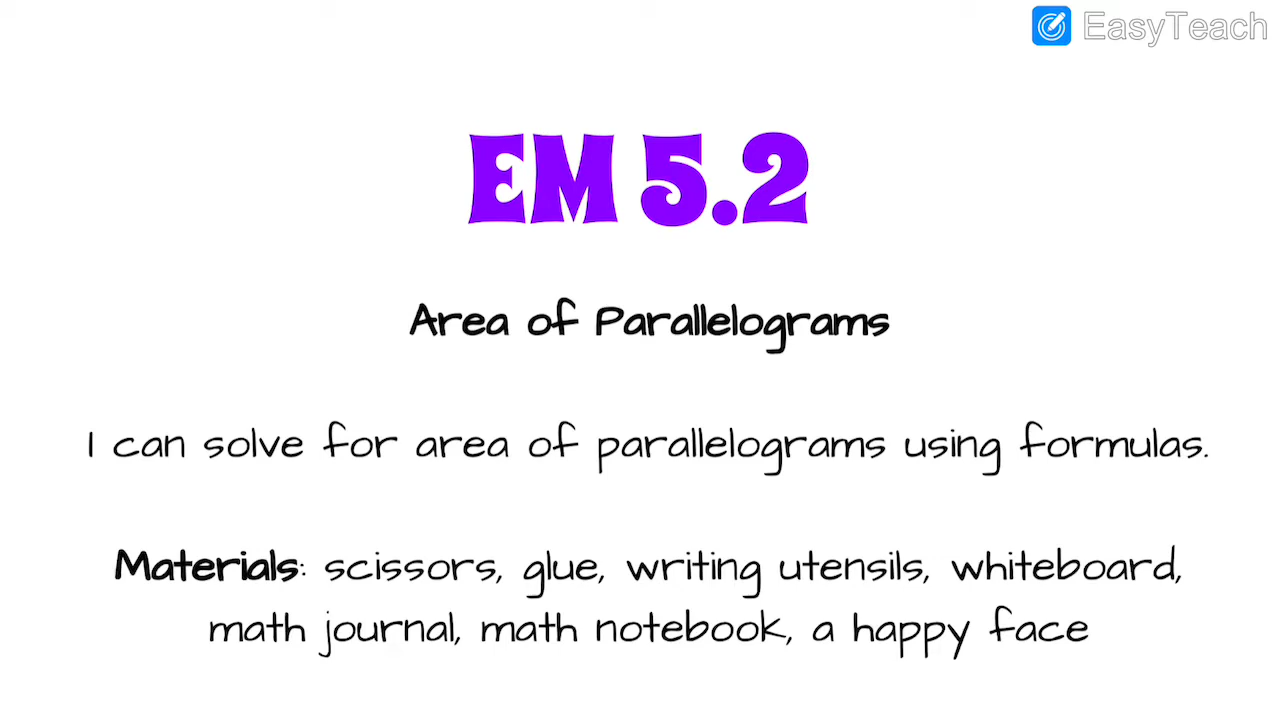 EasyTeach
EM 5.2
Area of Parallelograms
I can solve for area of parallelograms using formulas.
Materials: scissors, glue, writing utensils, whiteboard,
math journal, math notebook, a happy face